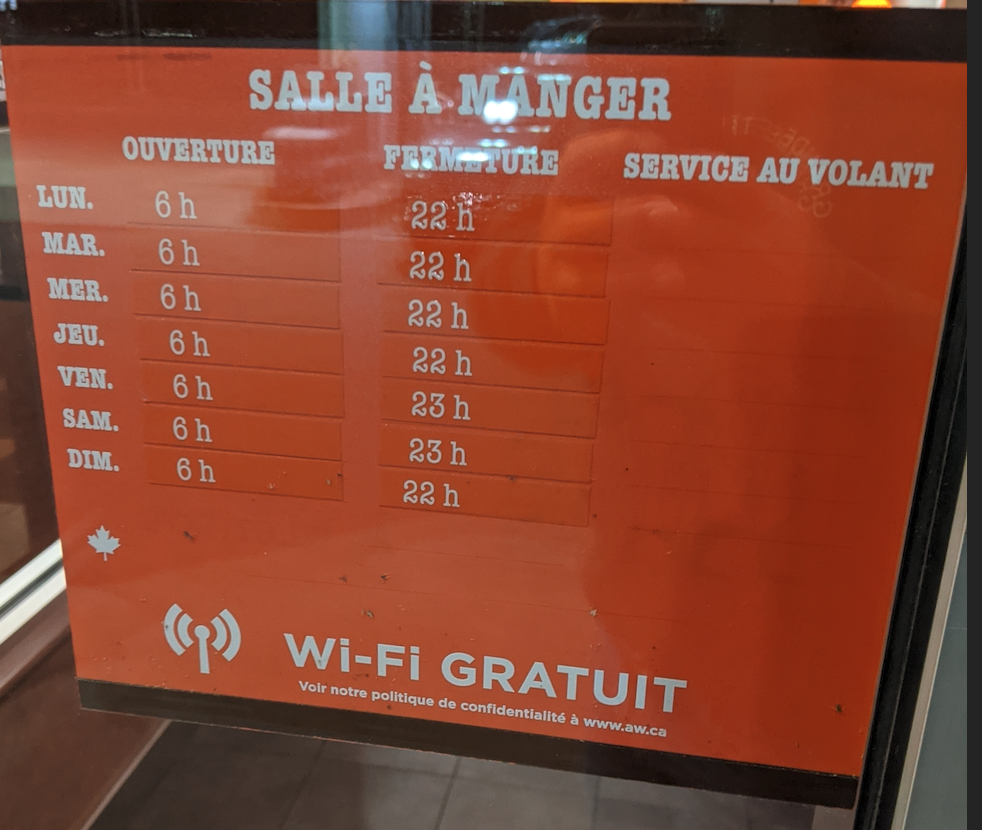 SALLE À MANGER
OUVERTURE FERMETURE SERVICE AU VOLANT
LUN. 6 h 22 h
MAR. 6 h 22 h
MER. 6 h 22 h
JEU. 6 h 22 h
VEN. 6 h 23 h
SAM. 6 h 23 h
DIM. 6 h 22 h
Wi-Fi GRATUIT
Voir notre politique de confidentialité à www.aw.ca